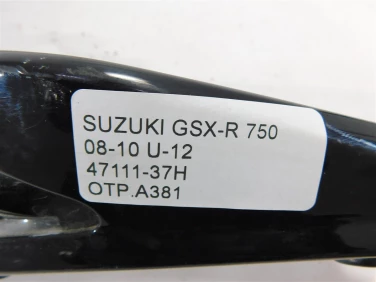 SUZUKI GSX-R 750
08-10 U-12
47111-37H
OTP.A381